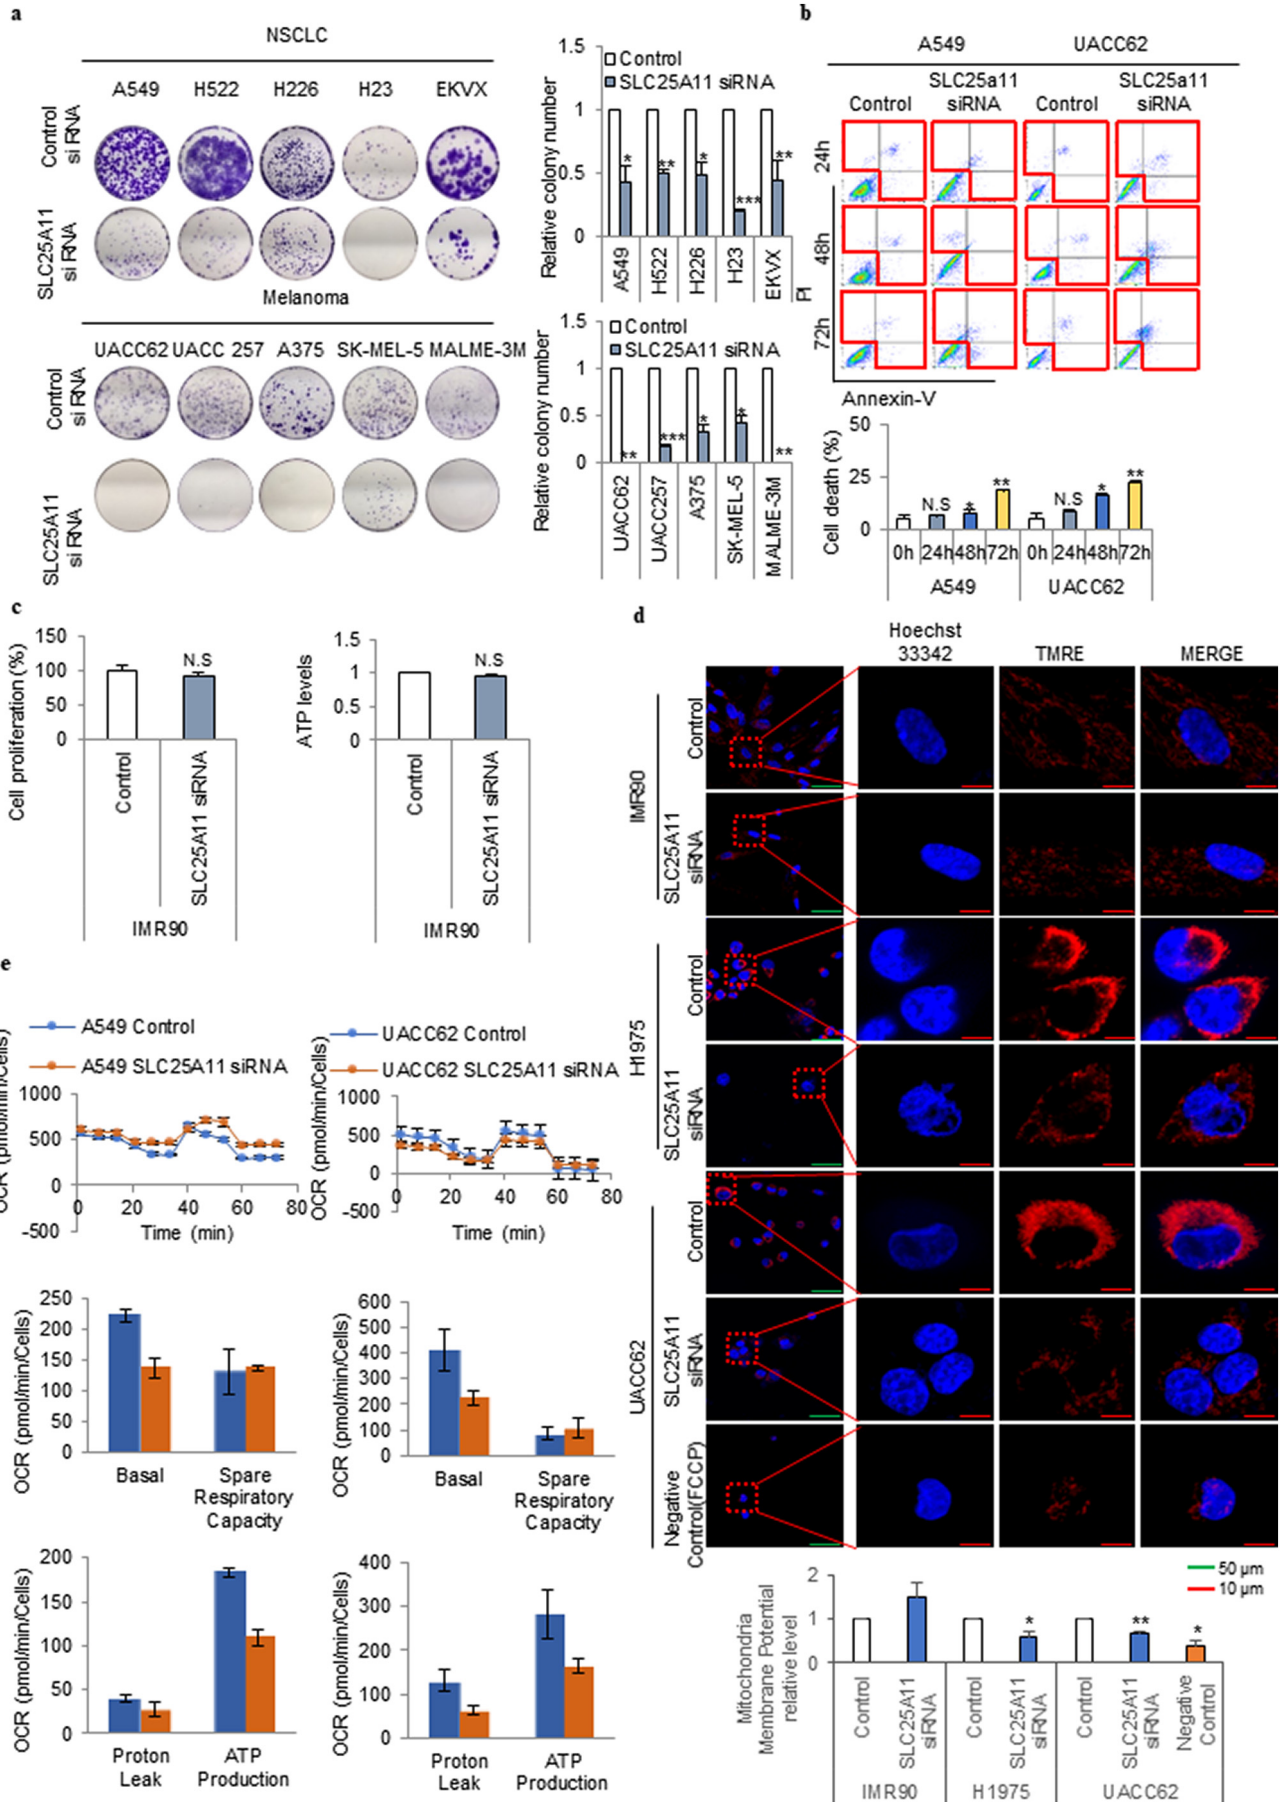 a
NSCLC
A549 H522 H226 H23 EKVX
Control
si RNA
SLC25A11
si RNA
Melanoma
UACC62 UACC 257 A375 SK-MEL-5 MALME-3M
Control
si RNA
SLC25A11
si RNA
Relative colony number
1.5
1
0.5
0
Control
SLC25A11 siRNA
* ** * *** **
A549 H522 H226 H23 EKVX
Relative colony number
1.5
1
0.5
0
Control
SLC25A11 siRNA
** *** * * **
UACC62 UACC257 A375 SK-MEL-5 MALME-3M
b
A549 UACC62
Control SLC25a11
siRNA Control SLC25a11
siRNA
24h
48h
72h
PI
Annexin-V
Cell death (%)
50
25
0
N.S * ** N.S * **
0h 24h 48h 72h 0h 24h 48h 72h
A549 UACC62
c
Cell proliferation (%)
150
100
50
0
N.S
Control SLC25A11 siRNA
IMR90
ATP levels
1.5
1
0.5
0
N.S
Control SLC25A11 siRNA
IMR90
d
Hoechst
33342 TMRE MERGE
IMR90
Control
SLC25A11
siRNA
H1975
Control
SLC25A11
siRNA
UACC62
Control
SLC25A11
siRNA
Negative
Control(FCCP)
50 µm
10 µm
Mitochondria
Membrane Potential
relative level
2
1
0
* ** *
Control SLC25A11
siRNA Control SLC25A11
siRNA Control SLC25A11
siRNA Negative
Control
IMR90 H1975 UACC62
e
A549 Control
A549 SLC25A11 siRNA
OCR (pmol/min/Cells)
1000
500
0
-500
0 20 40 60 80
Time (min)
UACC62 Control
UACC62 SLC25A11 siRNA
OCR (pmol/min/Cells)
1000
500
0
-500
0 20 40 60 80
Time (min)
OCR (pmol/min/Cells)
250
200
150
100
50
0
Basal Spare
Respiratory
Capacity
OCR (pmol/min/Cells)
600
500
400
300
200
100
0
Basal Spare
Respiratory
Capacity
OCR (pmol/min/Cells)
200
150
100
50
0
Proton
Leak ATP
Production
OCR (pmol/min/Cells)
400
300
200
100
0
Proton
Leak ATP
Production